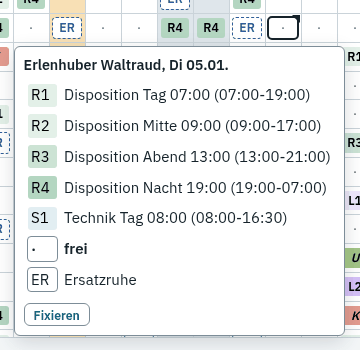 R4 ER R4
· ER · · R4 R4 ER · · ·
Erlenhuber Waltraud, Di 05.01.
R1 Disposition Tag 07:00 (07:00-19:00)
R2 Disposition Mitte 09:00 (09:00-17:00)
R3 Disposition Abend 13:00 (13:00-21:00)
R4 Disposition Nacht 19:00 (19:00-07:00)
S1 Technik Tag 08:00 (08:00-16:30)
· frei
ER Ersatzruhe
Fixieren
R1
R3
L1
L2